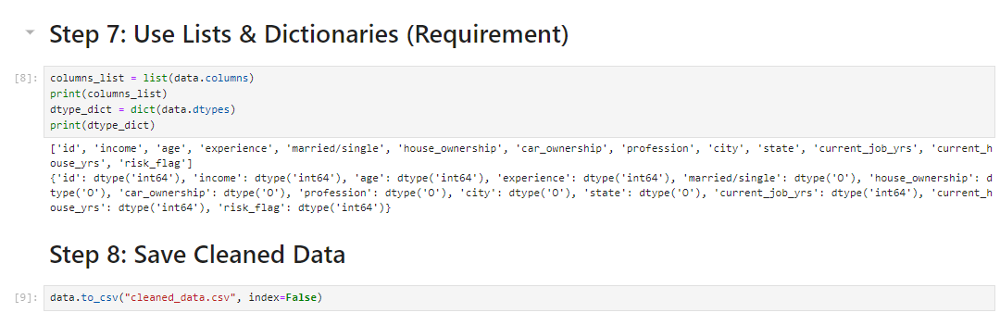 Step 7: Use Lists & Dictionaries (Requirement)
[8]: columns_list = list(data.columns)
print(columns_list)
dtype_dict = dict(data.dtypes)
print(dtype_dict)
['id', 'income', 'age', 'experience', 'married/single', 'house_ownership', 'car_ownership', 'profession', 'city', 'state', 'current_job_yrs', 'current_h
ouse_yrs', 'risk_flag']
{'id': dtype('int64'), 'income': dtype('int64'), 'age': dtype('int64'), 'experience': dtype('int64'), 'married/single': dtype('O'), 'house_ownership': d
type('O'), 'car_ownership': dtype('O'), 'profession': dtype('O'), 'city': dtype('O'), 'state': dtype('O'), 'current_job_yrs': dtype('int64'), 'current_h
ouse_yrs': dtype('int64'), 'risk_flag': dtype('int64')}
Step 8: Save Cleaned Data
[9]: data.to_csv("cleaned_data.csv", index=False)